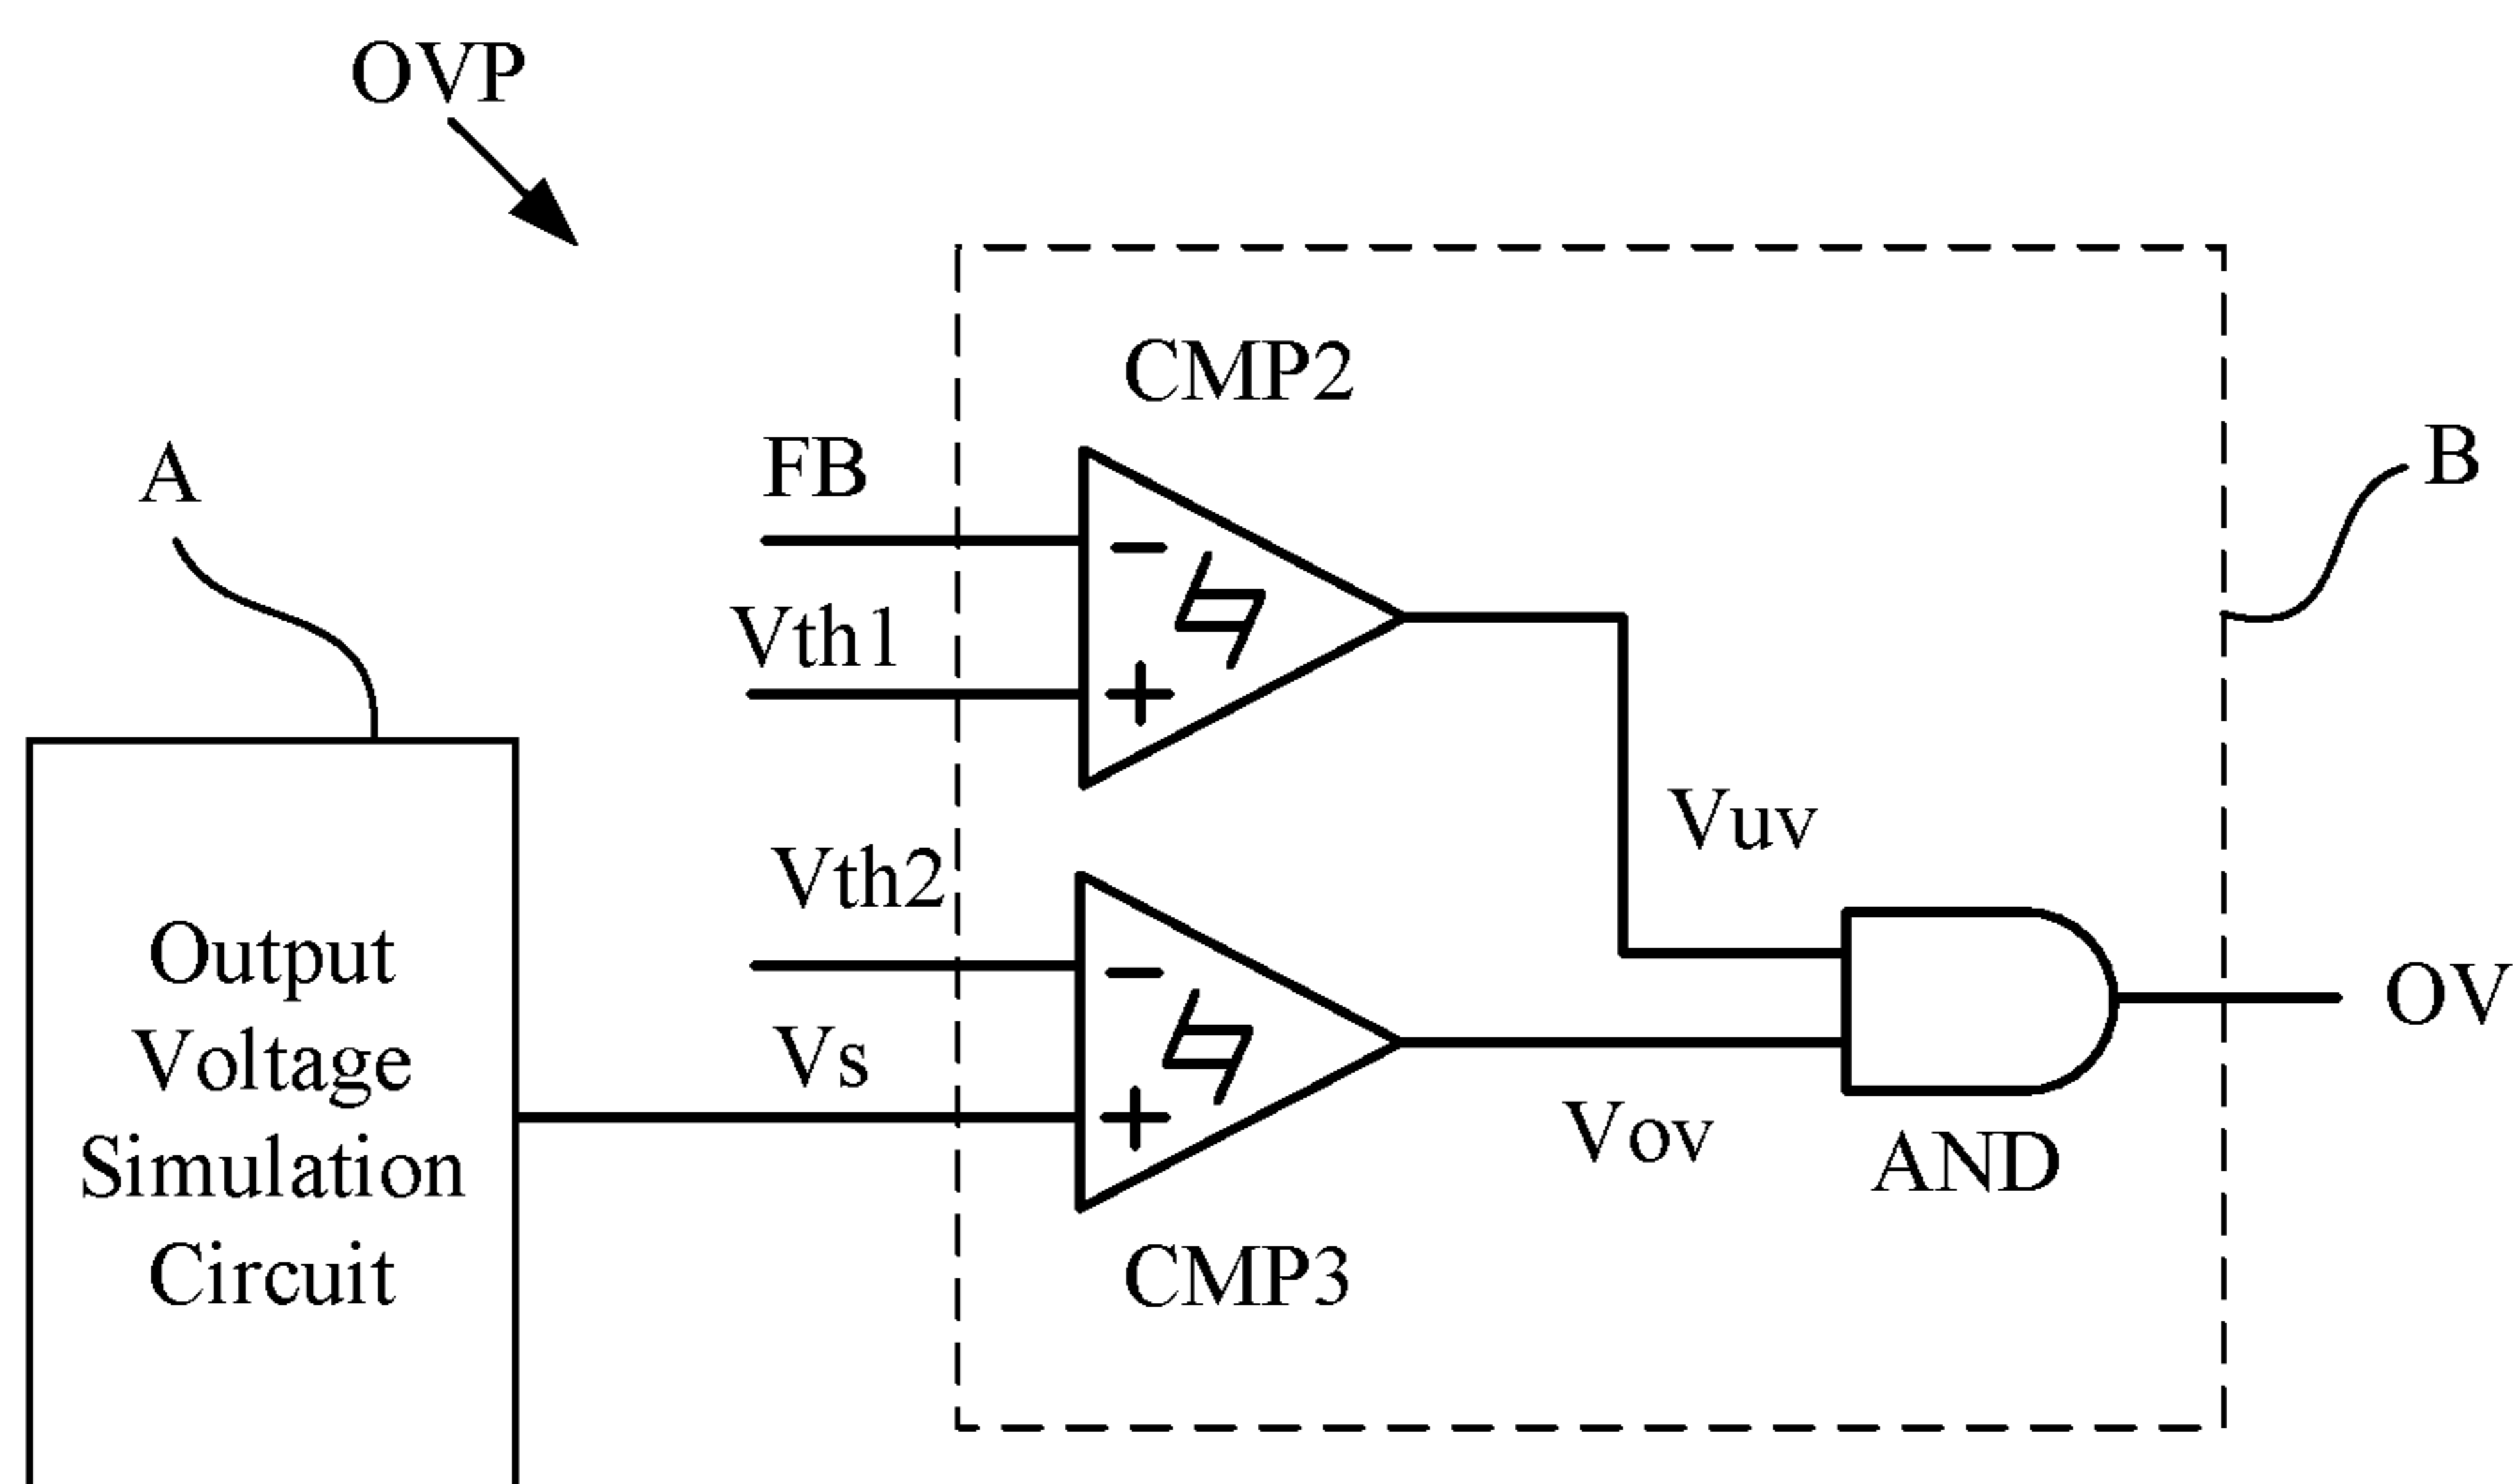 OVP
CMP2
FB
B
A
Vth1
Vuv
Vth2
Output
Voltage
Simulation
Circuit
OV
Vs
Vov
AND
CMP3